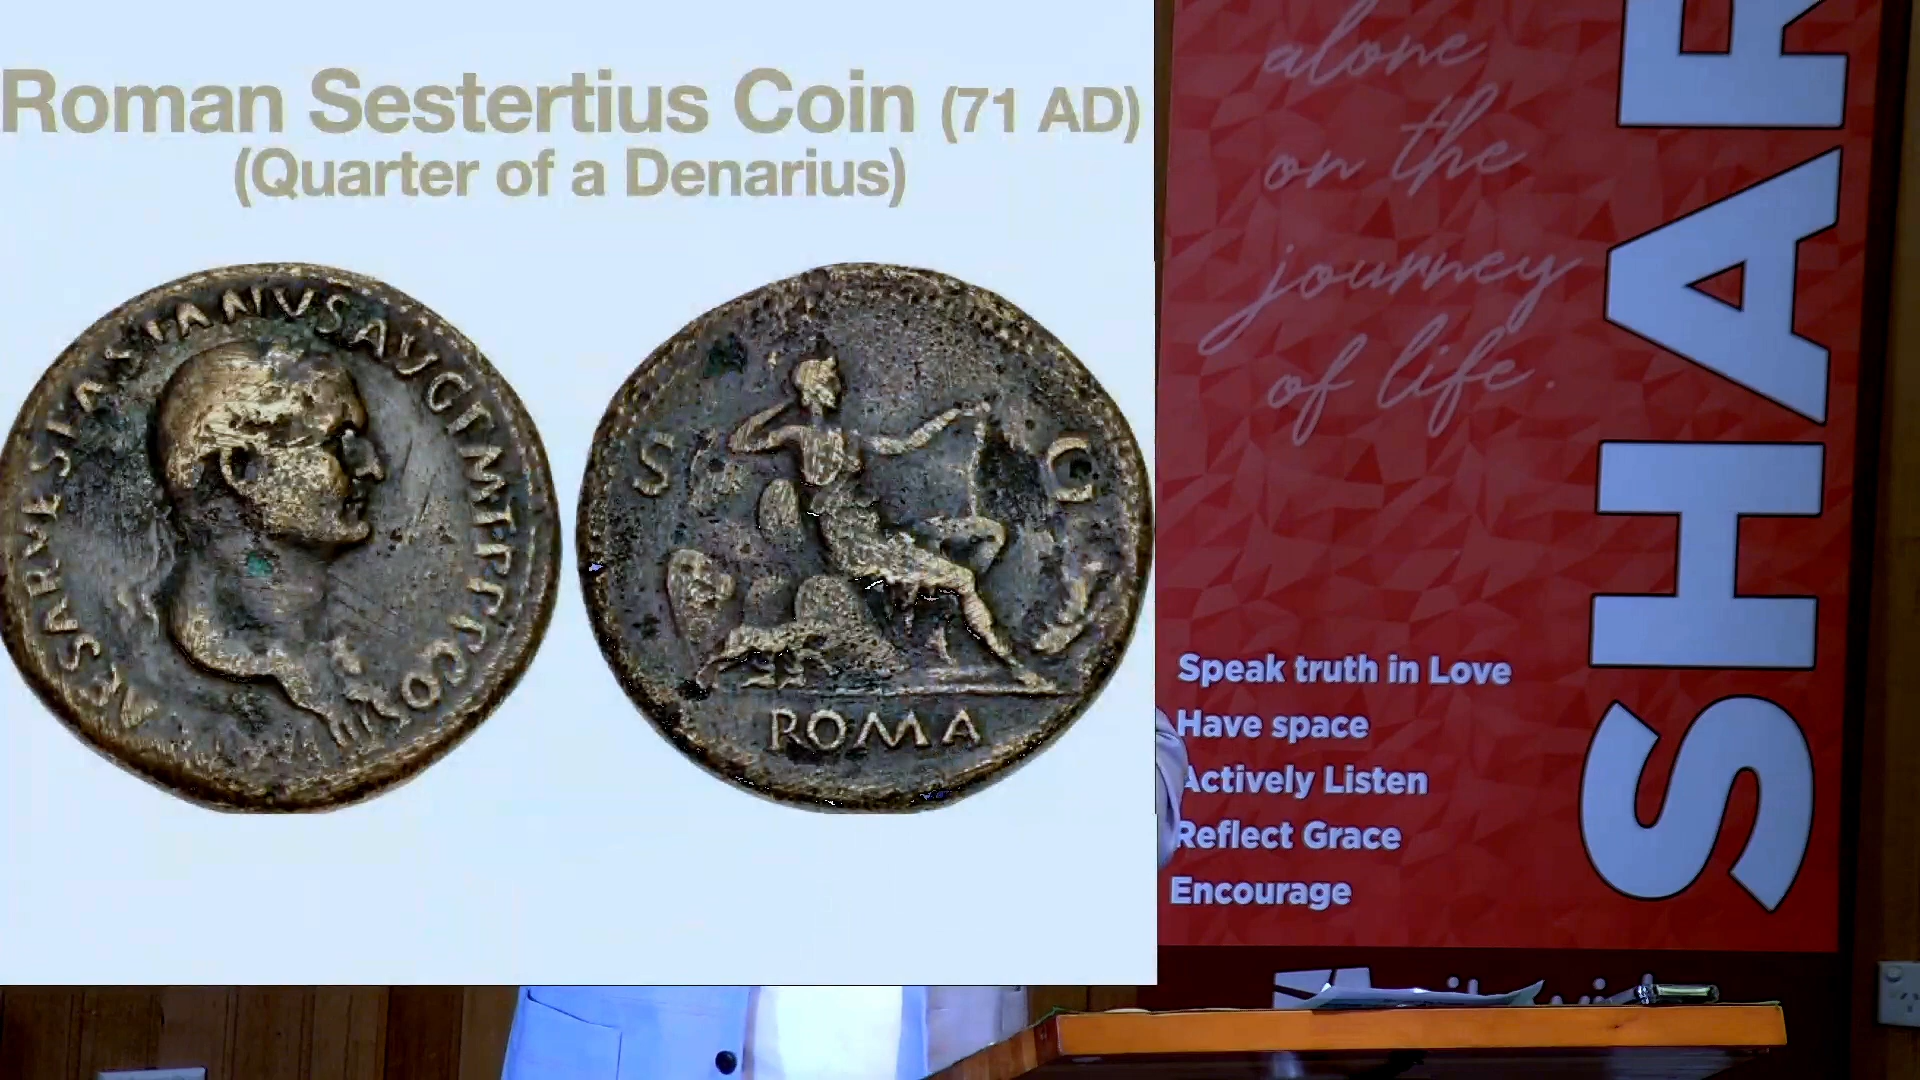 Roman Sestertius Coin (71 AD)
(Quarter of a Denarius)
S C
ROMA
alone
on the
journey
of life.
SHAR
Speak truth in Love
Have space
Actively Listen
Reflect Grace
Encourage